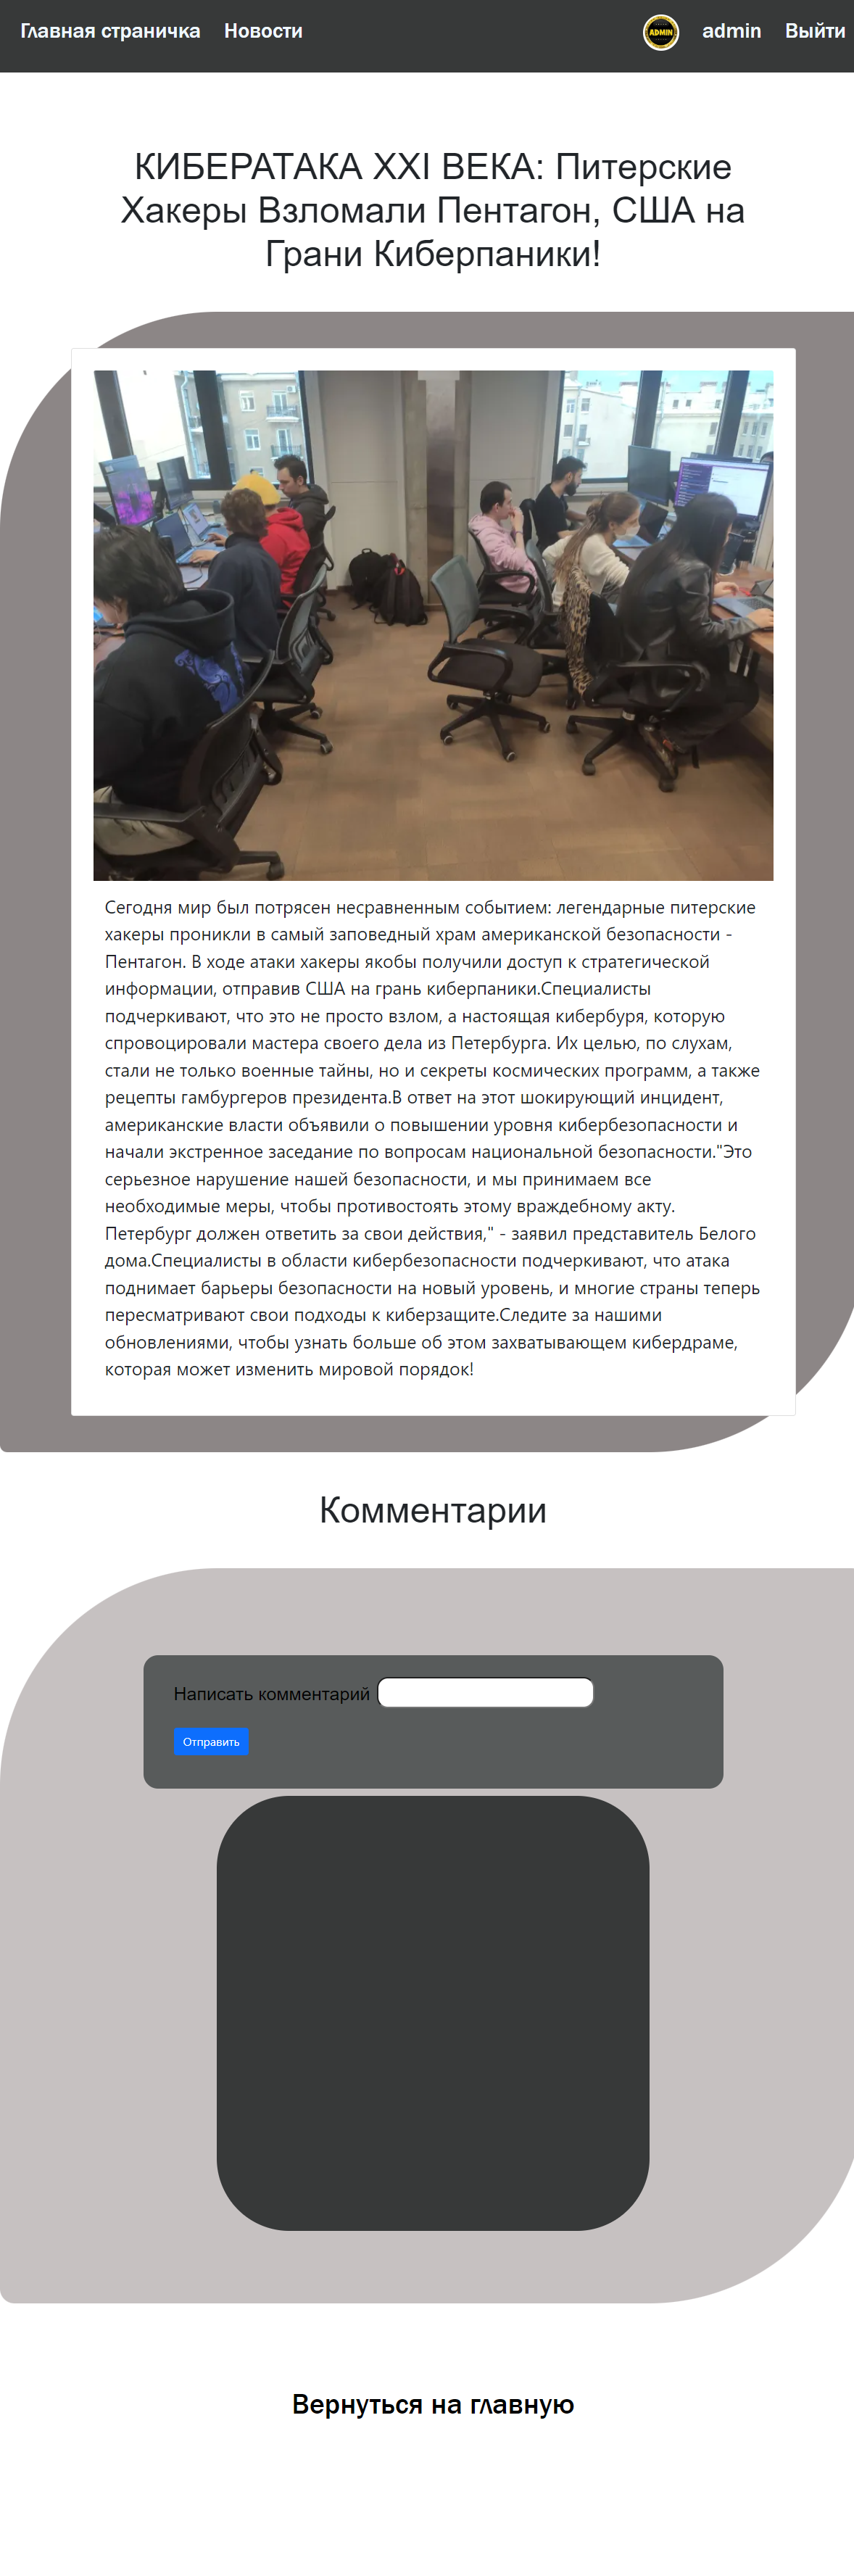 Главная страничка Новости ADMIN admin Выйти
КИБЕРАТАКА XXI ВЕКА: Питерские
Хакеры Взломали Пентагон, США на
Грани Киберпаники!
Сегодня мир был потрясен несравненным событием: легендарные питерские
хакеры проникли в самый заповедный храм американской безопасности -
Пентагон. В ходе атаки хакеры якобы получили доступ к стратегической
информации, отправив США на грань киберпаники.Специалисты
подчеркивают, что это не просто взлом, а настоящая кибербуря, которую
спровоцировали мастера своего дела из Петербурга. Их целью, по слухам,
стали не только военные тайны, но и секреты космических программ, а также
рецепты гамбургеров президента.В ответ на этот шокирующий инцидент,
американские власти объявили о повышении уровня кибербезопасности и
начали экстренное заседание по вопросам национальной безопасности."Это
серьезное нарушение нашей безопасности, и мы принимаем все
необходимые меры, чтобы противостоять этому враждебному акту.
Петербург должен ответить за свои действия," - заявил представитель Белого
дома.Специалисты в области кибербезопасности подчеркивают, что атака
поднимает барьеры безопасности на новый уровень, и многие страны теперь
пересматривают свои подходы к киберзащите.Следите за нашими
обновлениями, чтобы узнать больше об этом захватывающем кибердраме,
которая может изменить мировой порядок!
Комментарии
Написать комментарий
Отправить
Вернуться на главную